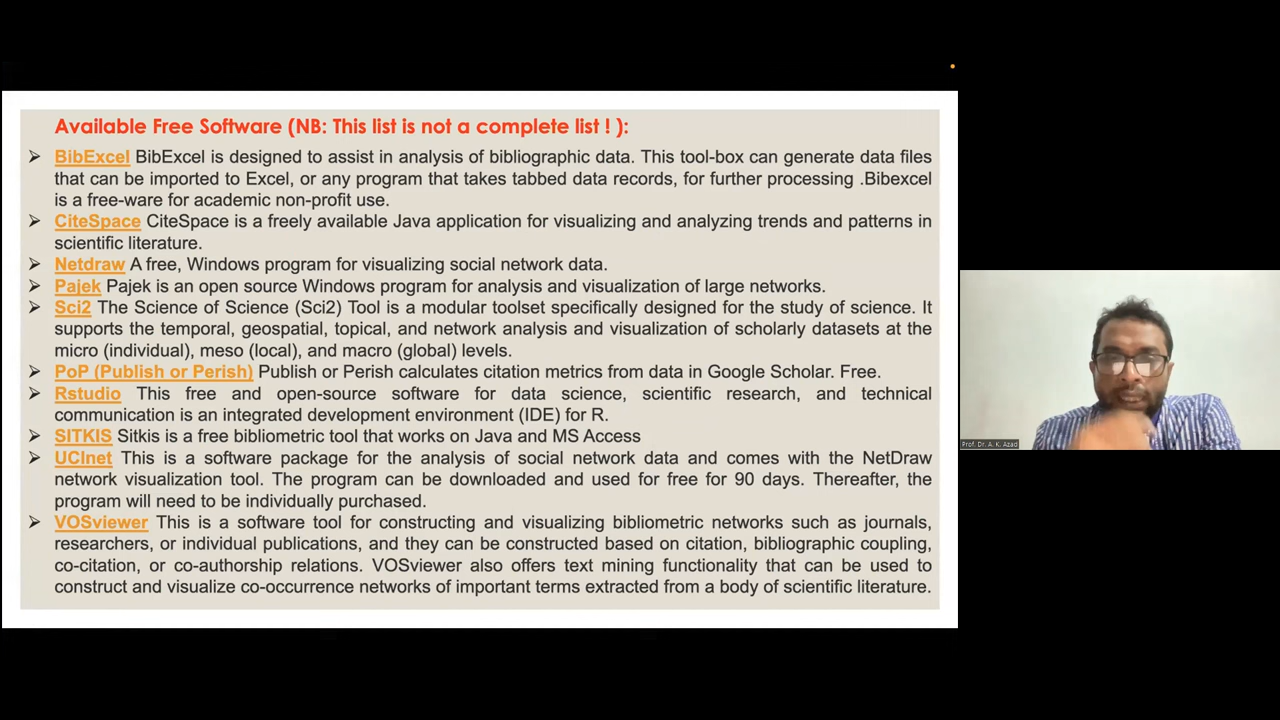 Available Free Software (NB: This list is not a complete list ! ):
BibExcel BibExcel is designed to assist in analysis of bibliographic data. This tool-box can generate data files
that can be imported to Excel, or any program that takes tabbed data records, for further processing .Bibexcel
is a free-ware for academic non-profit use.
CiteSpace CiteSpace is a freely available Java application for visualizing and analyzing trends and patterns in
scientific literature.
Netdraw A free, Windows program for visualizing social network data.
Pajek Pajek is an open source Windows program for analysis and visualization of large networks.
Sci2 The Science of Science (Sci2) Tool is a modular toolset specifically designed for the study of science. It
supports the temporal, geospatial, topical, and network analysis and visualization of scholarly datasets at the
micro (individual), meso (local), and macro (global) levels.
PoP (Publish or Perish) Publish or Perish calculates citation metrics from data in Google Scholar. Free.
Rstudio This free and open-source software for data science, scientific research, and technical
communication is an integrated development environment (IDE) for R.
SITKIS Sitkis is a free bibliometric tool that works on Java and MS Access
UCInet This is a software package for the analysis of social network data and comes with the NetDraw
network visualization tool. The program can be downloaded and used for free for 90 days. Thereafter, the
program will need to be individually purchased.
VOSviewer This is a software tool for constructing and visualizing bibliometric networks such as journals,
researchers, or individual publications, and they can be constructed based on citation, bibliographic coupling,
co-citation, or co-authorship relations. VOSviewer also offers text mining functionality that can be used to
construct and visualize co-occurrence networks of important terms extracted from a body of scientific literature.
Prof. Dr. A. K. Azad